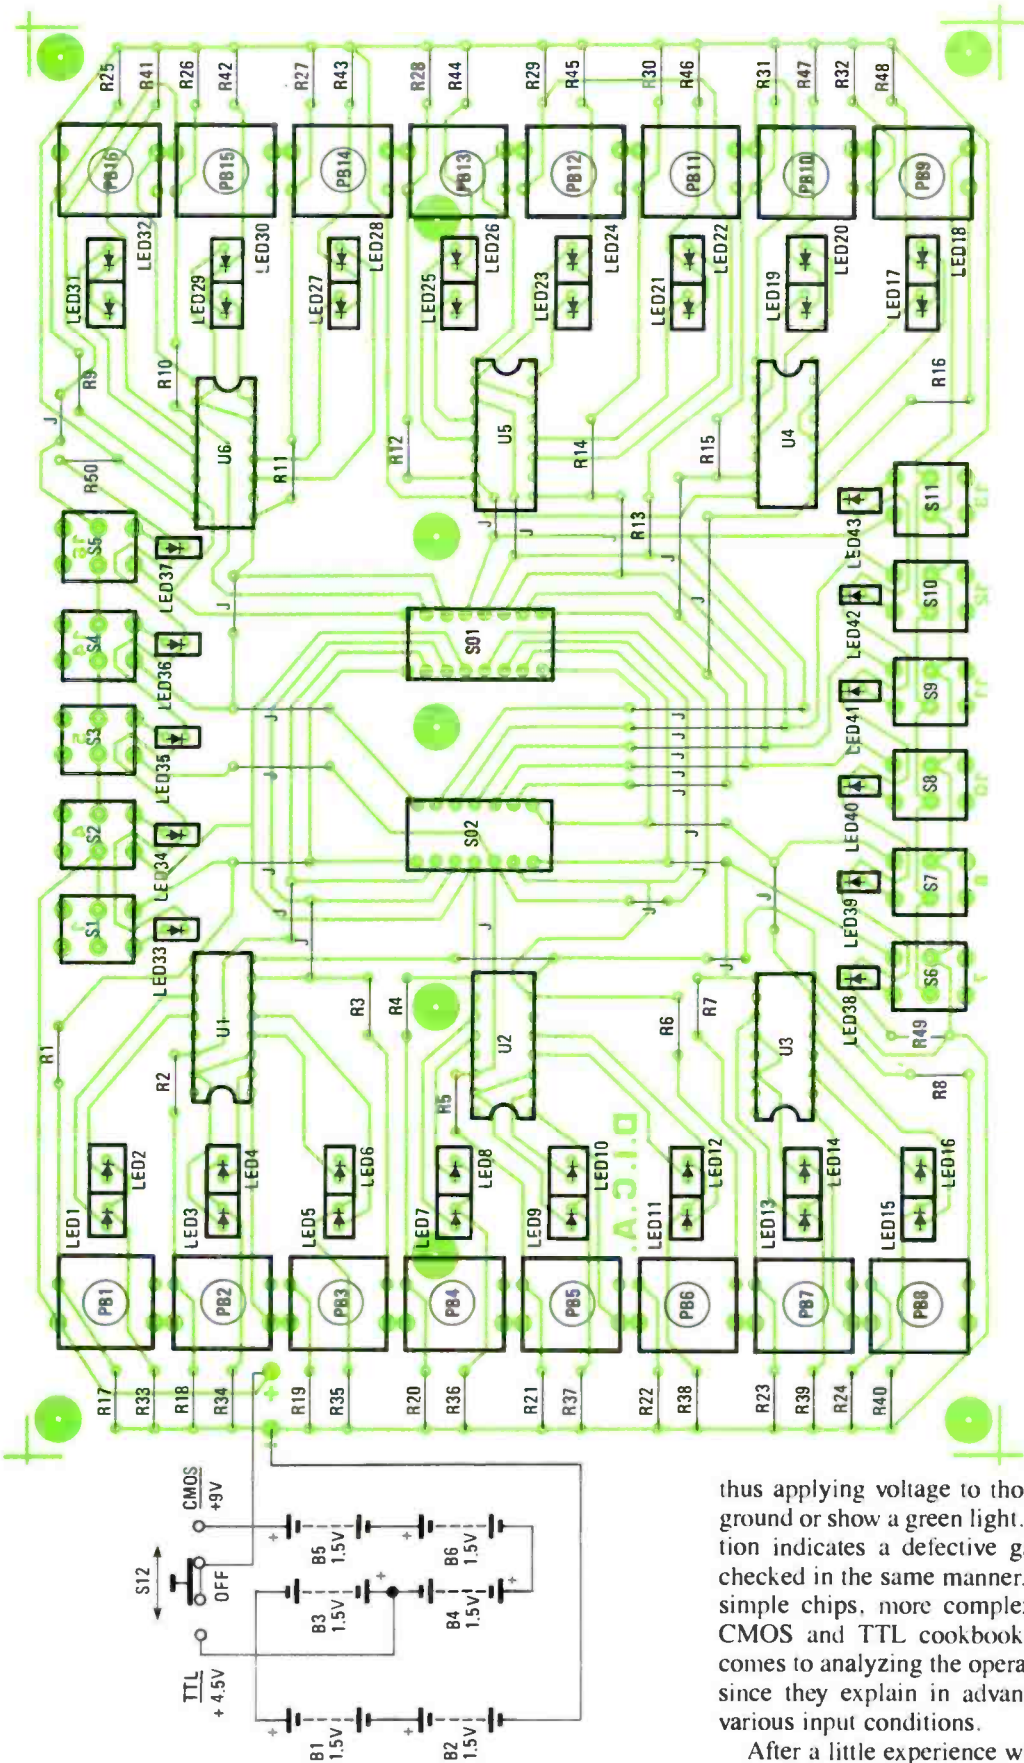 R25
R41
R26
R42
R27
R43
R28
R44
R29
R45
R30
R46
R31
R47
R32
R48
PB16
PB15
PB14
PB13
PB12
PB11
PB10
PB9
LED31
LED32
LED29
LED30
LED27
LED28
LED25
LED26
LED23
LED24
LED21
LED22
LED19
LED20
LED17
LED18
R9
R10
J
R50
U6
R11
R12
U5
R14
R15
U4
R16
R13
J
J
J
J
J
S5
S4
S3
S2
S1
LED37
LED36
LED35
LED34
LED33
SO1
SO2
S11
S10
S9
S8
S7
S6
LED43
LED42
LED41
LED40
LED39
LED38
13
12
11
10
J
J
J
J
J
J
J
J
J
J
J
J
J
R1
R2
U1
R3
R4
R5
U2
R6
R7
U3
R49
R8
D.I.C.A.
LED1
LED2
LED3
LED4
LED5
LED6
LED7
LED8
LED9
LED10
LED11
LED12
LED13
LED14
LED15
LED16
PB1
PB2
PB3
PB4
PB5
PB6
PB7
PB8
R17
R33
R18
R34
R19
R35
R20
R36
R21
R37
R22
R38
R23
R39
R24
R40
+
S12
CMOS
+9V
OFF
TTL
+4.5V
B5
1.5V
B6
1.5V
B3
1.5V
B4
1.5V
B1
1.5V
B2
1.5V
thus applying voltage to tho
ground or show a green light.
tion indicates a defective g
checked in the same manner.
simple chips, more comple
CMOS and TTL cookbook
comes to analyzing the opera
since they explain in advan
various input conditions.
After a little experience w